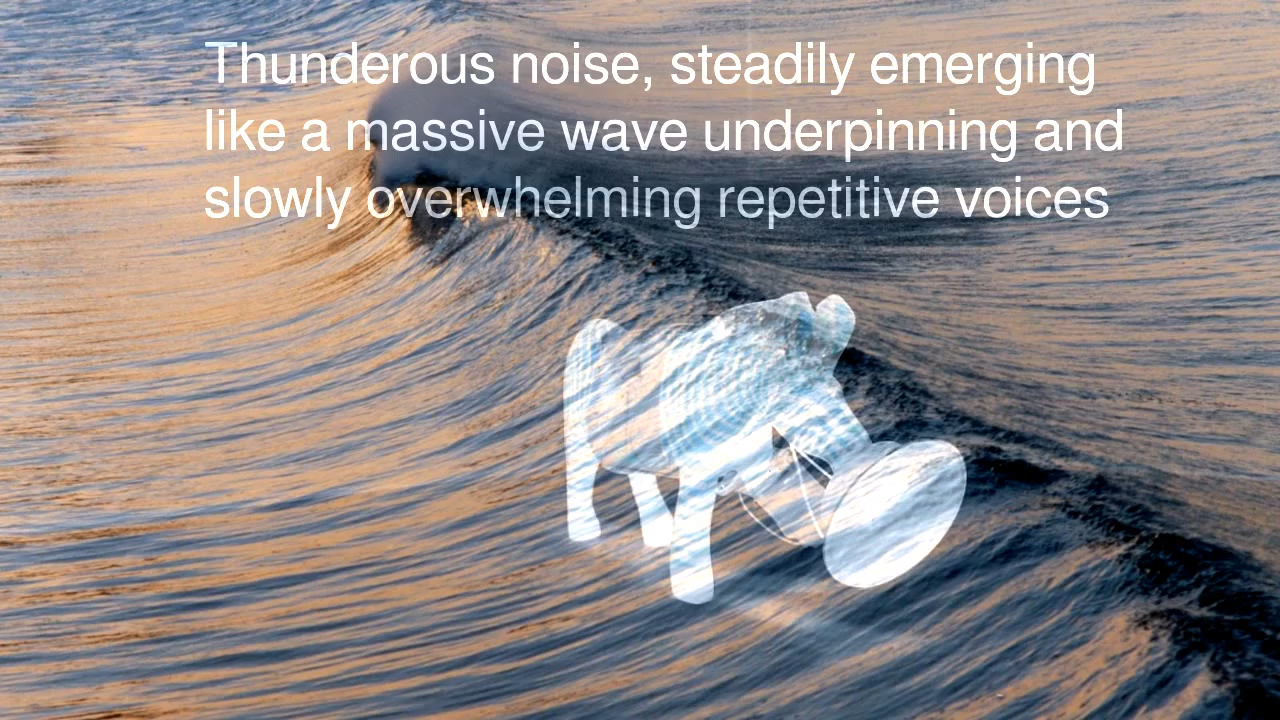 Thunderous noise, steadily emerging
like a massive wave underpinning and
slowly overwhelming repetitive voices